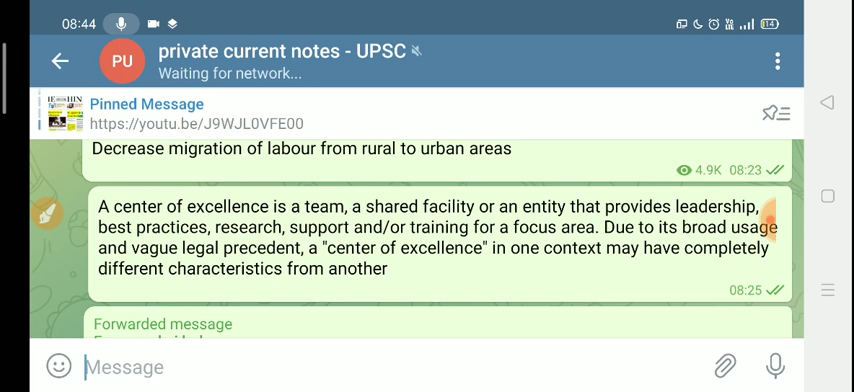 08:44
14
PU
private current notes - UPSC
Waiting for network...
Pinned Message
https://youtu.be/J9WJL0VFE00
Decrease migration of labour from rural to urban areas
4.9K 08:23
A center of excellence is a team, a shared facility or an entity that provides leadership,
best practices, research, support and/or training for a focus area. Due to its broad usage
and vague legal precedent, a "center of excellence" in one context may have completely
different characteristics from another
08:25
Forwarded message
Message